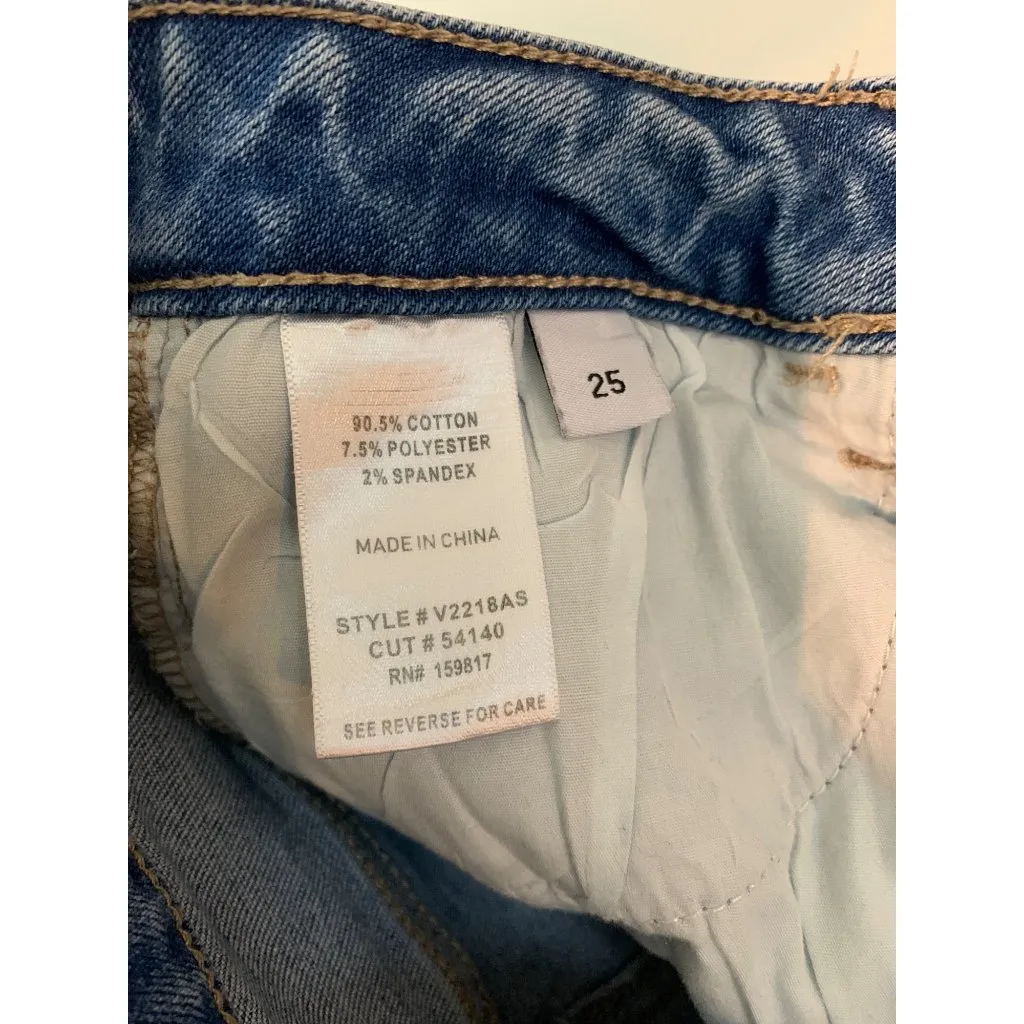 90.5% COTTON
7.5% POLYESTER
2% SPANDEX
MADE IN CHINA
STYLE # V2218AS
CUT # 54140
RN# 159817
SEE REVERSE FOR CARE
25